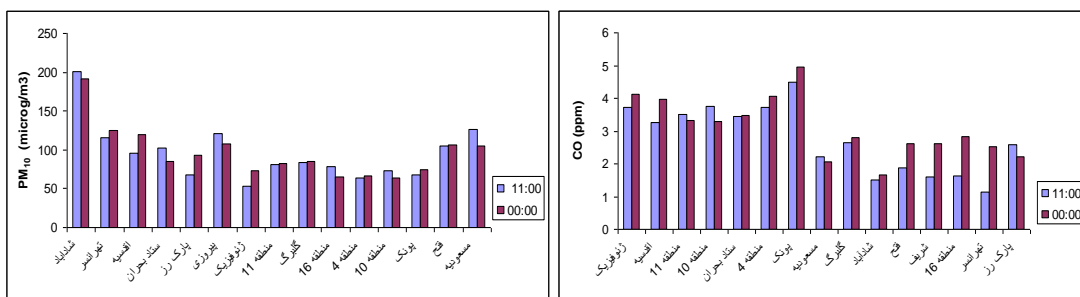 PM₁₀ (microg/m3)
250
200
150
100
50
0
شاداباد
تهرانسر
اقدسیه
ستاد بحران
پارک رز
پیروزی
ژئوفیزیک
منطقه 11
گلبرگ
منطقه 16
منطقه 4
منطقه 10
پونک
فتح
مسعودیه
11:00
00:00
CO (ppm)
6
5
4
3
2
1
0
ژئوفیزیک
اقدسیه
منطقه 11
منطقه 10
ستاد بحران
منطقه 4
پونک
مسعودیه
گلبرگ
شاداباد
فتح
شریف
منطقه 16
تهرانسر
پارک رز
11:00
00:00